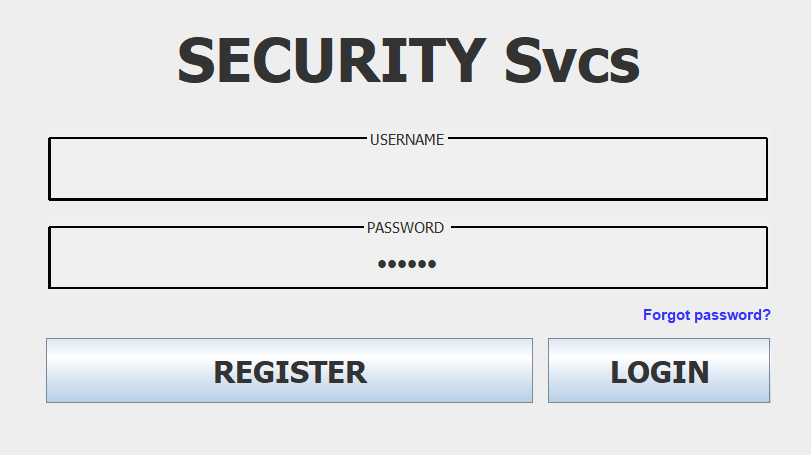 SECURITY Svcs
USERNAME
PASSWORD
••••••
Forgot password?
REGISTER
LOGIN